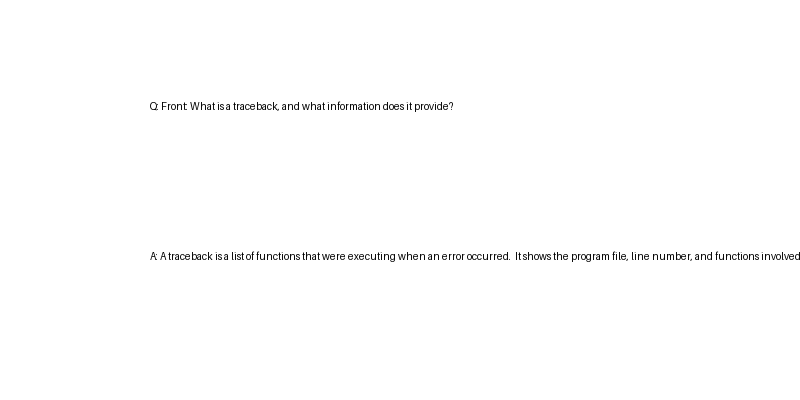 Q: Front: What is a traceback, and what information does it provide?
A: A traceback is a list of functions that were executing when an error occurred.  It shows the program file, line number, and functions involved